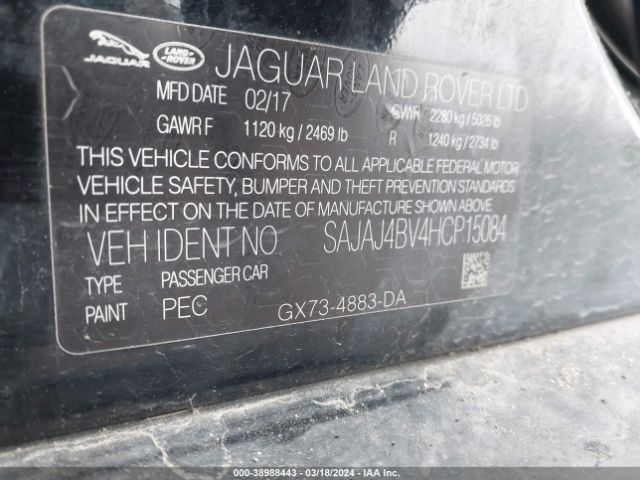 JAGUAR LAND ROVER JAGUAR LAND ROVER LTD
MFD DATE 02/17 GVWR 2280 kg / 5026 lb
GAWR F 1120 kg / 2469 lb R 1240 kg / 2734 lb
THIS VEHICLE CONFORMS TO ALL APPLICABLE FEDERAL MOTOR
VEHICLE SAFETY, BUMPER AND THEFT PREVENTION STANDARDS
IN EFFECT ON THE DATE OF MANUFACTURE SHOWN ABOVE.
VEH IDENT NO SAJAJ4BV4HCP15084
TYPE PASSENGER CAR
PAINT PEC GX73-4883-DA
PHOTO: 38988443 - 03/18/2024 - IAA, Inc.